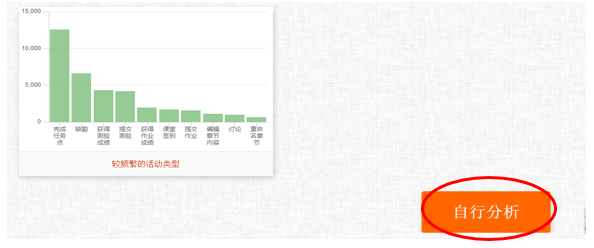 15,000
10,000
5,000
0
完成任务点
缺勤
获得测验成绩
提交测验
获得作业成绩
课堂签到
提交作业
编辑章节内容
讨论
重命名章节
较频繁的活动类型
自行分析